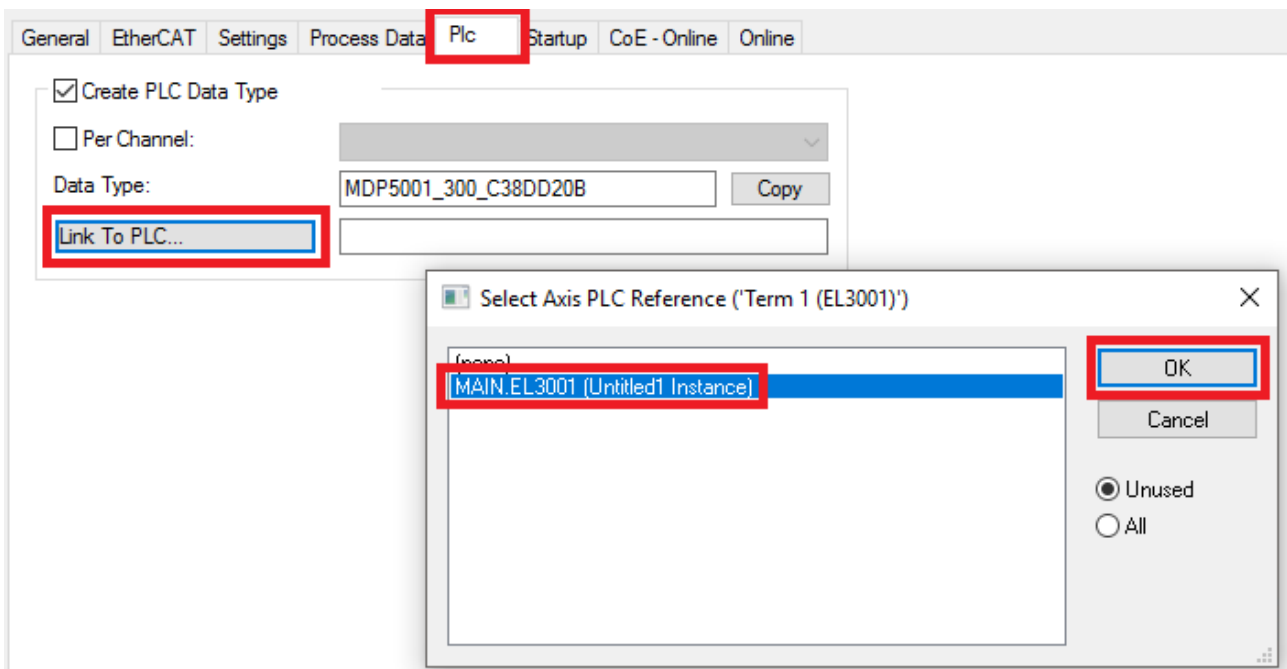 General EtherCAT Settings Process Data Plc Startup CoE - Online Online
Create PLC Data Type
Per Channel:
Data Type: MDP5001_300_C38DD20B Copy
Link To PLC...
Select Axis PLC Reference ('Term 1 (EL3001)')
(none)
MAIN.EL3001 (Untitled1 Instance)
OK
Cancel
Unused
All